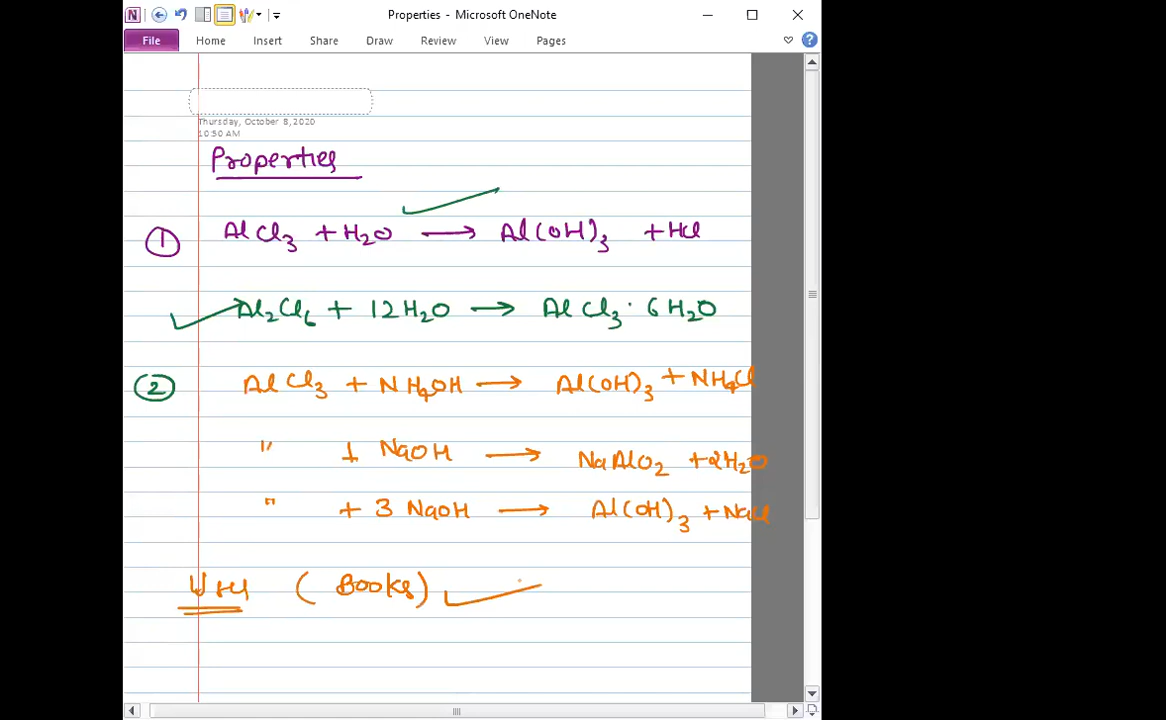 Properties - Microsoft OneNote
File Home Insert Share Draw Review View Pages
Thursday, October 8, 2020
10:50 AM
Properties
① AlCl₃ + H₂O ⟶ Al(OH)₃ + HCl
Al₂Cl₆ + 12H₂O ⟶ AlCl₃·6H₂O
② AlCl₃ + NH₄OH ⟶ Al(OH)₃ + NH₄Cl
" + NaOH ⟶ NaAlO₂ + 2H₂O
" + 3 NaOH ⟶ Al(OH)₃ + NaCl
(Books)